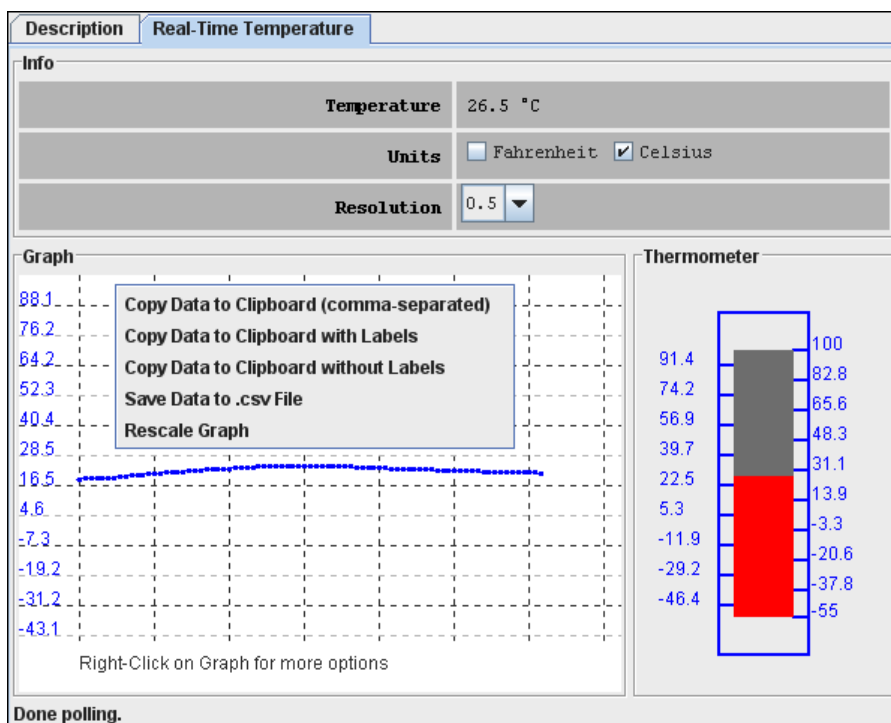 Description Real-Time Temperature
Info
Temperature 26.5 °C
Units Fahrenheit Celsius
Resolution 0.5
Graph
88.1
76.2
64.2
52.3
40.4
28.5
16.5
4.6
-7.3
-19.2
-31.2
-43.1
Copy Data to Clipboard (comma-separated)
Copy Data to Clipboard with Labels
Copy Data to Clipboard without Labels
Save Data to .csv File
Rescale Graph
Right-Click on Graph for more options
Thermometer
91.4
74.2
56.9
39.7
22.5
5.3
-11.9
-29.2
-46.4
100
82.8
65.6
48.3
31.1
13.9
-3.3
-20.6
-37.8
-55
Done polling.